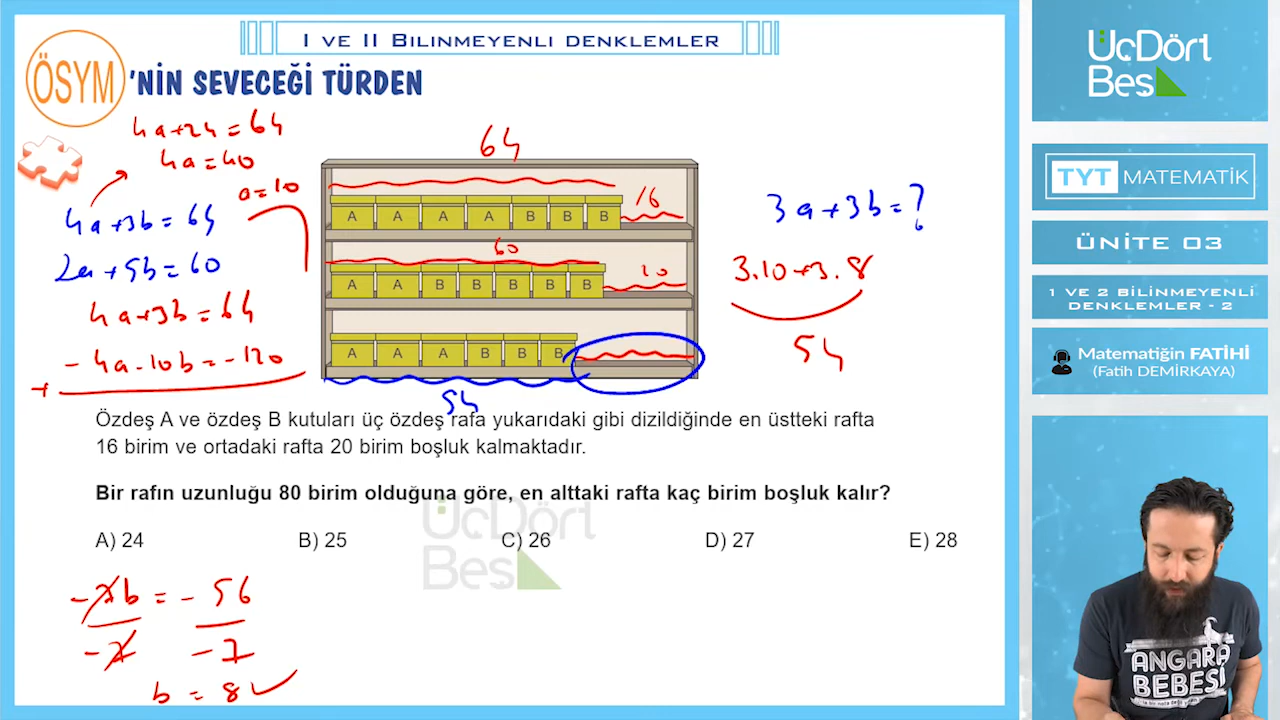 I VE II BILINMEYENLI DENKLEMLER
ÖSYM 'NİN SEVECEĞİ TÜRDEN
4a+24=64
4a=40
a=10
4a+3b=64
2a+5b=60
4a+3b=64
-4a-10b=-120
+
64
A A A A B B B
16
60
A A B B B B B
20
A A A B B B
54
3a+3b=?
3.10+3.8
54
Özdeş A ve özdeş B kutuları üç özdeş rafa yukarıdaki gibi dizildiğinde en üstteki rafta
16 birim ve ortadaki rafta 20 birim boşluk kalmaktadır.
Bir rafın uzunluğu 80 birim olduğuna göre, en alttaki rafta kaç birim boşluk kalır?
A) 24 B) 25 C) 26 D) 27 E) 28
ÜçDört
Beş
-7b = -56
-7 -7
b = 8
ÜçDört
Beş
TYT MATEMATİK
ÜNİTE 03
1 VE 2 BİLİNMEYENLİ
DENKLEMLER - 2
Matematiğin FATİHİ
(Fatih DEMİRKAYA)
ANGARA
BEBESİ